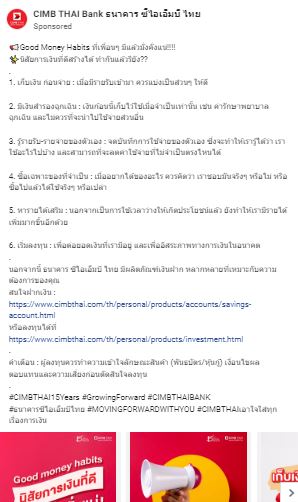 CIMB THAI Bank ธนาคาร ซีไอเอ็มบี ไทย
Sponsored
📢Good Money Habits ที่เพื่อนๆ มีแล้วมั่งคั่งแน่!!!!
🌟นิสัยการเงินที่ดีสร้างได้ ทำกันแล้วรึยัง??
.
1. เก็บเงิน ก่อนจ่าย : เมื่อมีรายรับเข้ามา ควรแบ่งเป็นส่วนๆ ให้ดี
.
2. มีเงินสำรองฉุกเฉิน : เงินก้อนนี้เก็บไว้ใช้เมื่อจำเป็นเท่านั้น เช่น ค่ารักษาพยาบาล
ฉุกเฉิน และไม่ควรที่จะนำไปใช้จ่ายส่วนอื่น
.
3. รู้รายรับ-รายจ่ายของตัวเอง : จดบันทึกการใช้จ่ายของตัวเอง ซึ่งจะทำให้เรารู้ได้ว่า เรา
ใช้อะไรไปบ้าง และสามารถที่จะลดค่าใช้จ่ายที่ไม่จำเป็นตรงไหนได้
.
4. ซื้อเฉพาะของที่จำเป็น : เมื่ออยากได้ของอะไร ควรคิดว่า เราชอบมันจริงๆ หรือไม่ หรือ
ซื้อไปแล้วได้ใช้จริงๆ หรือเปล่า
.
5. หารายได้เสริม : นอกจากเป็นการใช้เวลาว่างให้เกิดประโยชน์แล้ว ยังทำให้เรามีรายได้
เพิ่มมากขึ้นอีกด้วย
.
6. เริ่มลงทุน : เพื่อต่อยอดเงินที่เรามีอยู่ และเพื่ออิสระภาพทางการเงินในอนาคต
.
นอกจากนี้ ธนาคาร ซีไอเอ็มบี ไทย มีผลิตภัณฑ์เงินฝาก หลากหลายที่เหมาะกับความ
ต้องการของคุณ
สนใจฝากเงิน :
https://www.cimbthai.com/th/personal/products/accounts/savings-
account.html
หรือลงทุนได้ที่
https://www.cimbthai.com/th/personal/products/investment.html
.
คำเตือน : ผู้ลงทุนควรทำความเข้าใจลักษณะสินค้า (พันธบัตร/หุ้นกู้) เงื่อนไขผล
ตอบแทนและความเสี่ยงก่อนตัดสินใจลงทุน
.
#CIMBTHAI15Years #GrowingForward #CIMBTHAIBANK
#ธนาคารซีไอเอ็มบีไทย #MOVINGFORWARDWITHYOU #CIMBTHAIเอาใจใส่ทุก
เรื่องการเงิน
Good money habits
นิสัยการเงินที่ดี